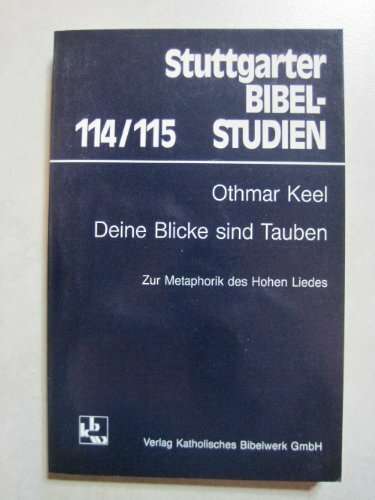 Stuttgarter
BIBEL-
114/115 STUDIEN
Othmar Keel
Deine Blicke sind Tauben
Zur Metaphorik des Hohen Liedes
kbw
Verlag Katholisches Bibelwerk GmbH